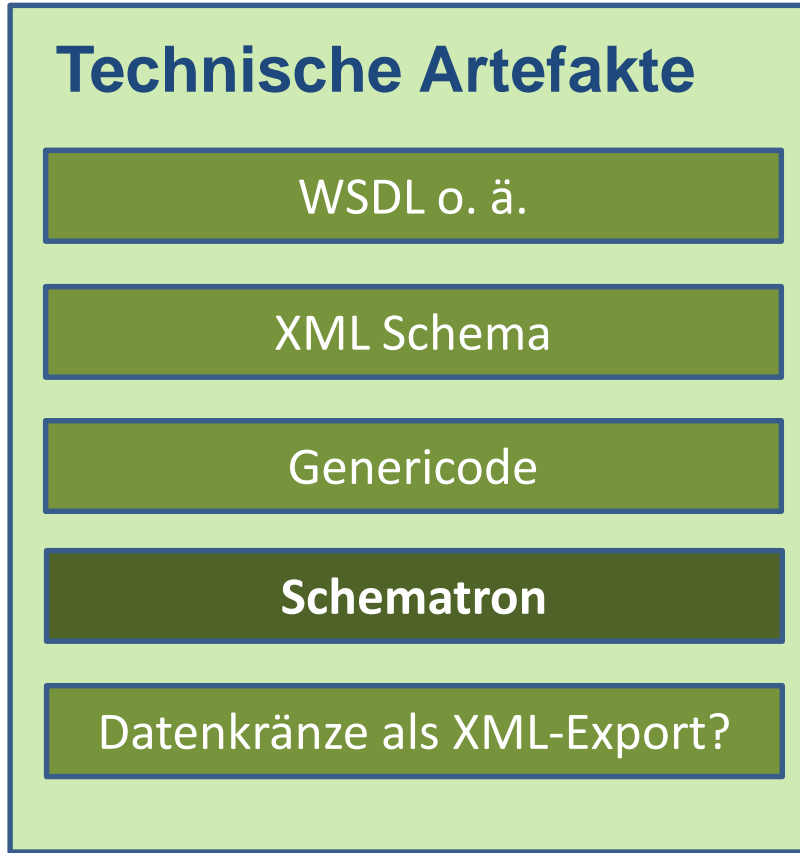 Technische Artefakte
WSDL o. ä.
XML Schema
Genericode
Schematron
Datenkränze als XML-Export?